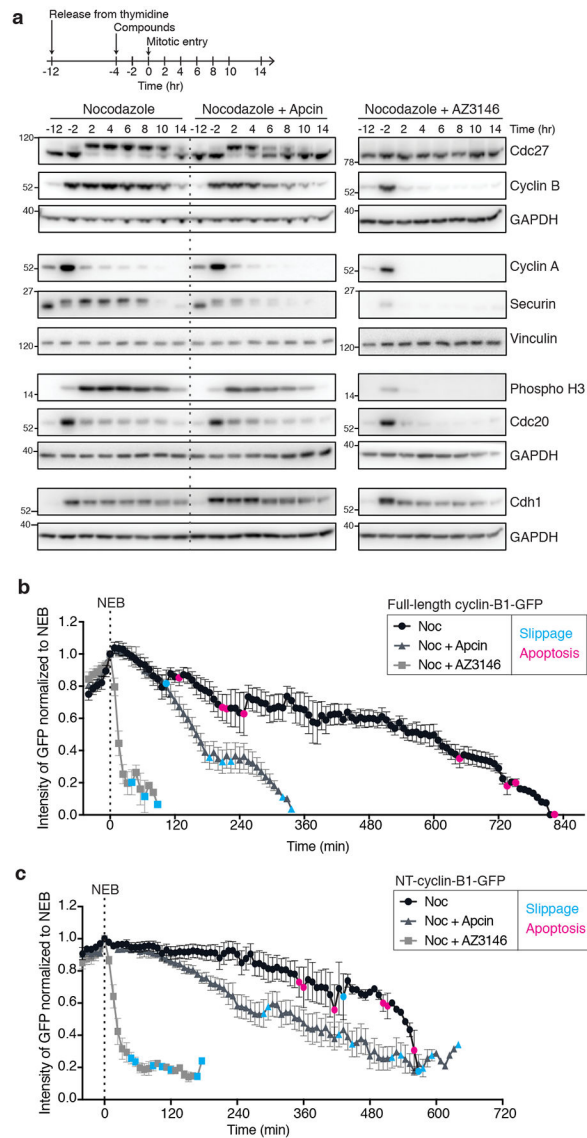 a
Release from thymidine
Compounds
Mitotic entry
-12 -4 -2 0 2 4 6 8 10 14
Time (hr)
Nocodazole Nocodazole + Apcin Nocodazole + AZ3146
-12 -2 2 4 6 8 10 14 -12 -2 2 4 6 8 10 14 -12 -2 2 4 6 8 10 14 Time (hr)
120 78 Cdc27
52 52 Cyclin B
40 40 GAPDH
52 52 Cyclin A
27 27 Securin
120 120 Vinculin
14 14 Phospho H3
52 52 Cdc20
40 40 GAPDH
52 52 Cdh1
40 40 GAPDH
b
NEB
Full-length cyclin-B1-GFP
Noc
Noc + Apcin
Noc + AZ3146
Slippage
Apoptosis
Intensity of GFP normalized to NEB
1.2
1.0
0.8
0.6
0.4
0.2
0.0
0 120 240 360 480 600 720 840
Time (min)
c
NEB
NT-cyclin-B1-GFP
Noc
Noc + Apcin
Noc + AZ3146
Slippage
Apoptosis
Intensity of GFP normalized to NEB
1.2
1.0
0.8
0.6
0.4
0.2
0.0
0 120 240 360 480 600 720
Time (min)